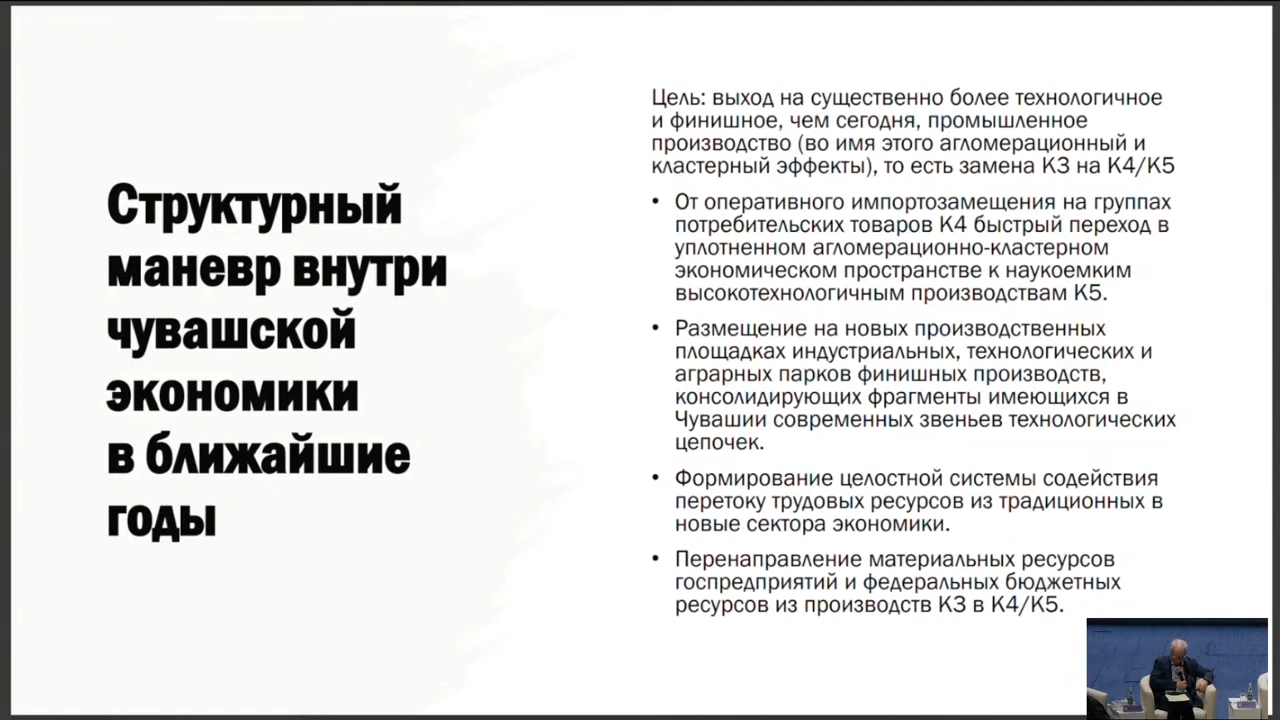 Структурный
маневр внутри
чувашской
экономики
в ближайшие
годы
Цель: выход на существенно более технологичное
и финишное, чем сегодня, промышленное
производство (во имя этого агломерационный и
кластерный эффекты), то есть замена К3 на К4/К5
• От оперативного импортозамещения на группах
потребительских товаров К4 быстрый переход в
уплотненном агломерационно-кластерном
экономическом пространстве к наукоемким
высокотехнологичным производствам К5.
• Размещение на новых производственных
площадках индустриальных, технологических и
аграрных парков финишных производств,
консолидирующих фрагменты имеющихся в
Чувашии современных звеньев технологических
цепочек.
• Формирование целостной системы содействия
перетоку трудовых ресурсов из традиционных в
новые сектора экономики.
• Перенаправление материальных ресурсов
госпредприятий и федеральных бюджетных
ресурсов из производств К3 в К4/К5.